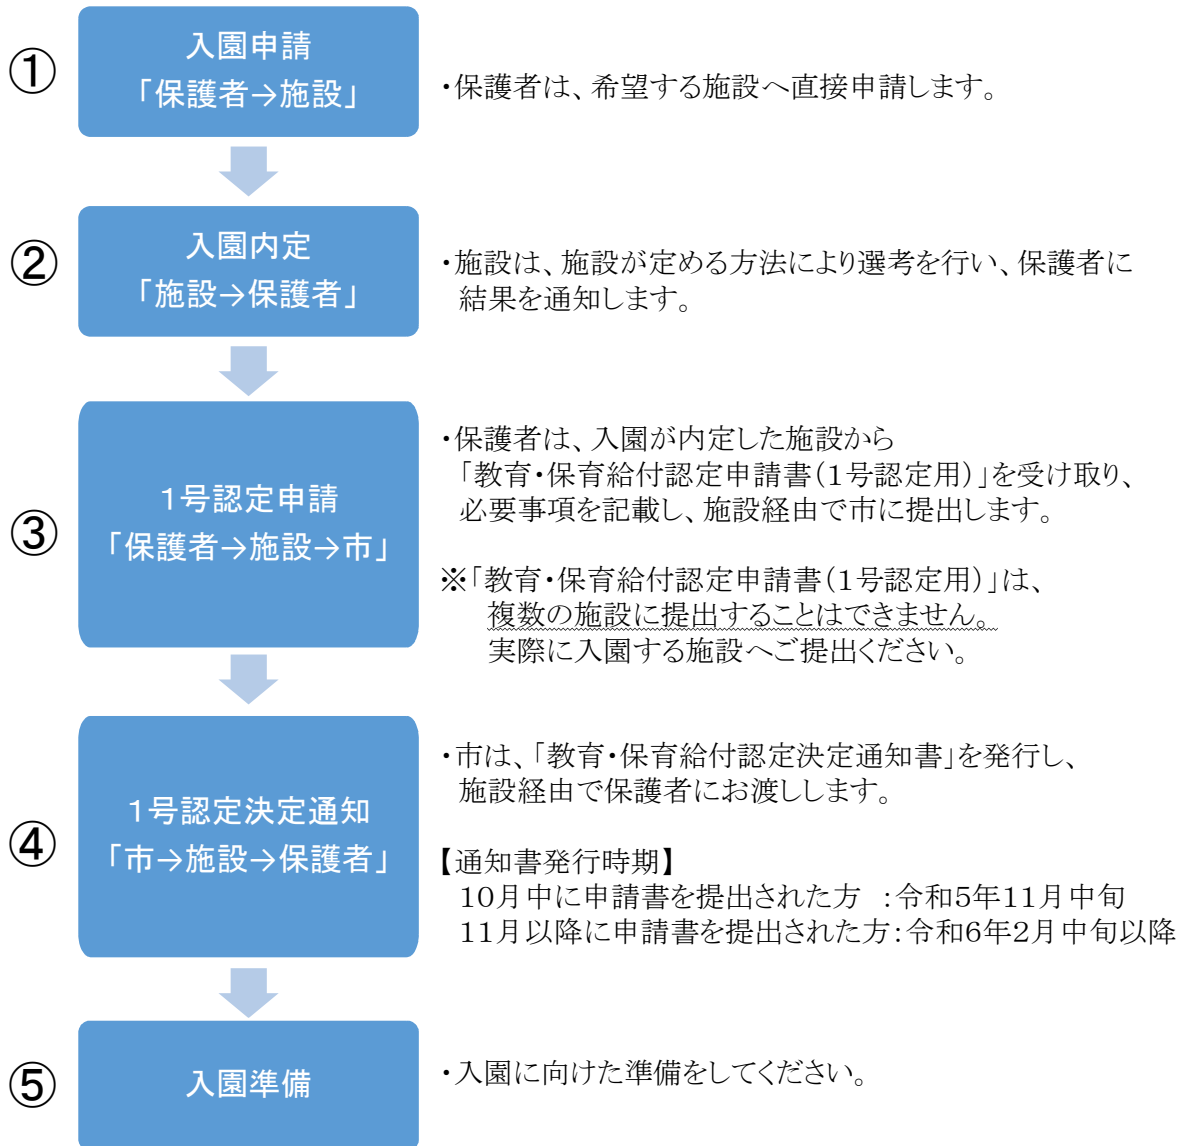 ①
入園申請
「保護者→施設」
・保護者は、希望する施設へ直接申請します。
②
入園内定
「施設→保護者」
・施設は、施設が定める方法により選考を行い、保護者に
結果を通知します。
③
1号認定申請
「保護者→施設→市」
・保護者は、入園が内定した施設から
「教育・保育給付認定申請書(1号認定用)」を受け取り、
必要事項を記載し、施設経由で市に提出します。
※「教育・保育給付認定申請書(1号認定用)」は、
複数の施設に提出することはできません。
実際に入園する施設へご提出ください。
④
1号認定決定通知
「市→施設→保護者」
・市は、「教育・保育給付認定決定通知書」を発行し、
施設経由で保護者にお渡しします。
【通知書発行時期】
10月中に申請書を提出された方　:令和5年11月中旬
11月以降に申請書を提出された方:令和6年2月中旬以降
⑤
入園準備
・入園に向けた準備をしてください。